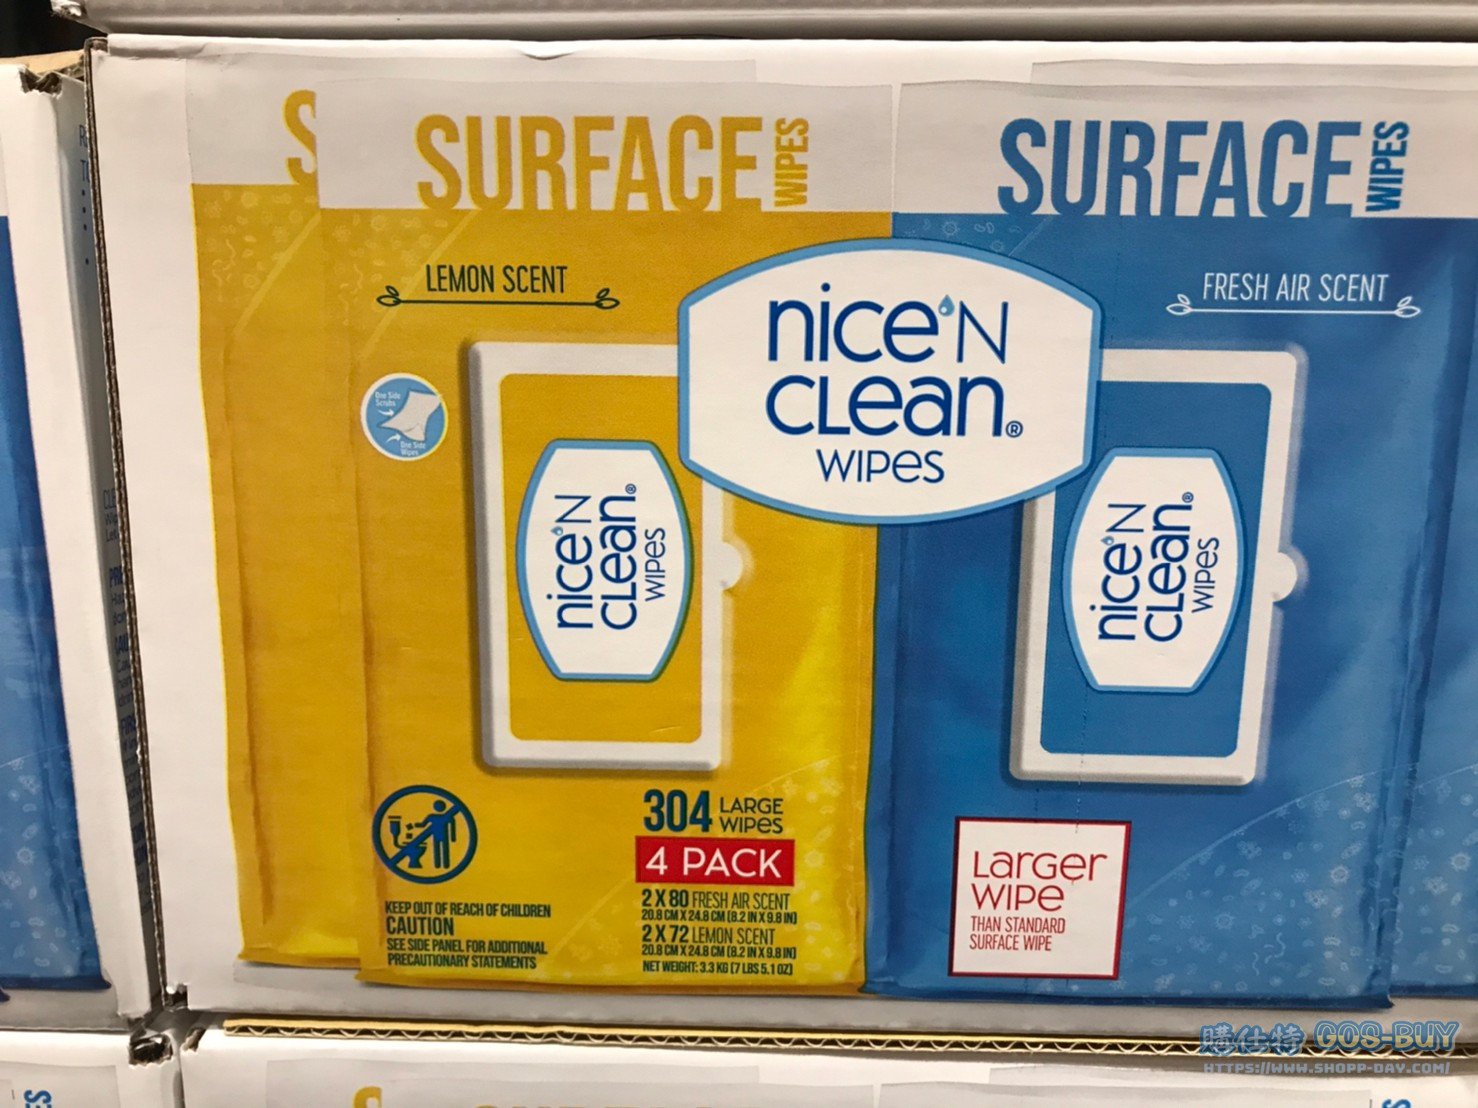 SURFACE WIPES
SURFACE WIPES
LEMON SCENT
FRESH AIR SCENT
nice'N
CLean®
WIPes
One Side
Scrubs
One Side
Wipes
nice'N
CLean®
WIPes
nice'N
CLean®
WIPes
304 LARGE
WIPes
4 PACK
2 X 80 FRESH AIR SCENT
20.8 CM X 24.8 CM (8.2 IN X 9.8 IN)
2 X 72 LEMON SCENT
20.8 CM X 24.8 CM (8.2 IN X 9.8 IN)
NET WEIGHT: 3.3 KG (7 LBS 5.1 OZ)
KEEP OUT OF REACH OF CHILDREN
CAUTION
SEE SIDE PANEL FOR ADDITIONAL
PRECAUTIONARY STATEMENTS
Larger
WIPe
THAN STANDARD
SURFACE WIPE
購仕特 GOS-BUY
HTTPS://WWW.SHOPP-DAY.COM/